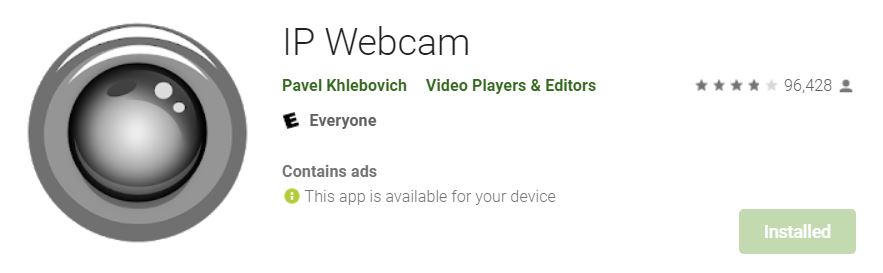 IP Webcam
Pavel Khlebovich Video Players & Editors 96,428
E Everyone
Contains ads
This app is available for your device
Installed